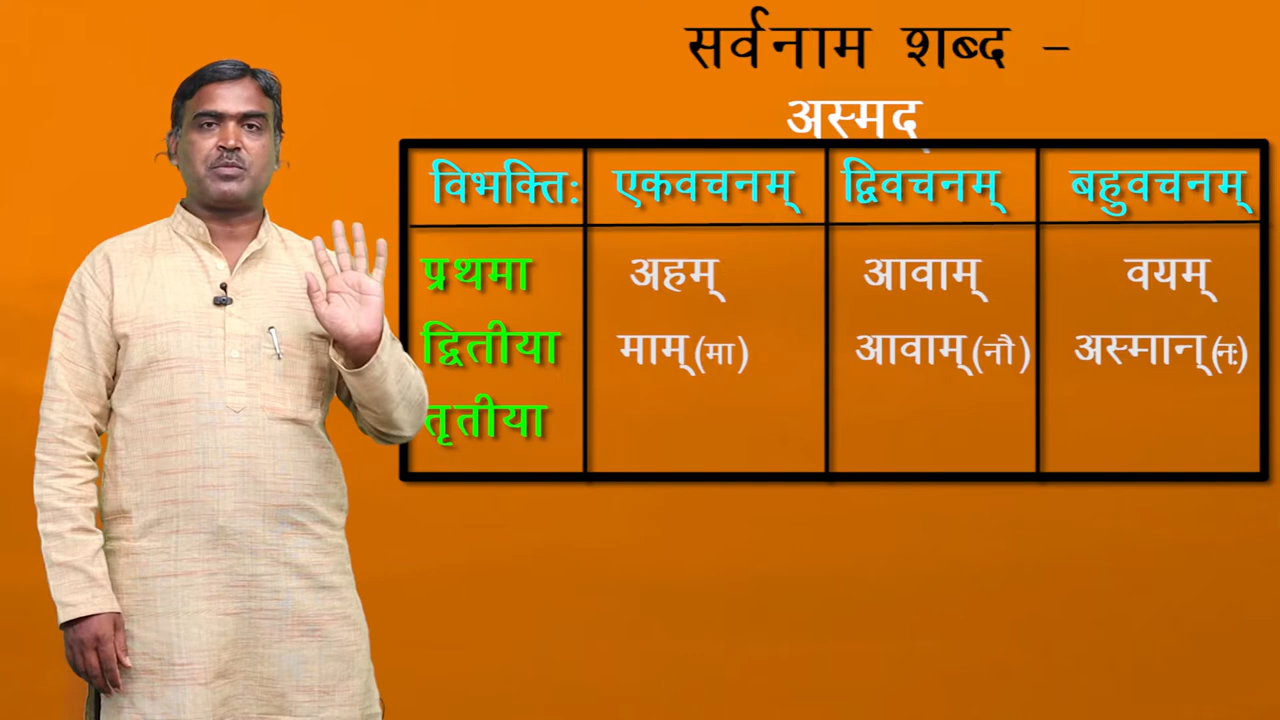 सर्वनाम शब्द -
अस्मद्
विभक्ति: एकवचनम् द्विवचनम् बहुवचनम्
प्रथमा अहम् आवाम् वयम्
द्वितीया माम्(मा) आवाम्(नौ) अस्मान्(नः)
तृतीया